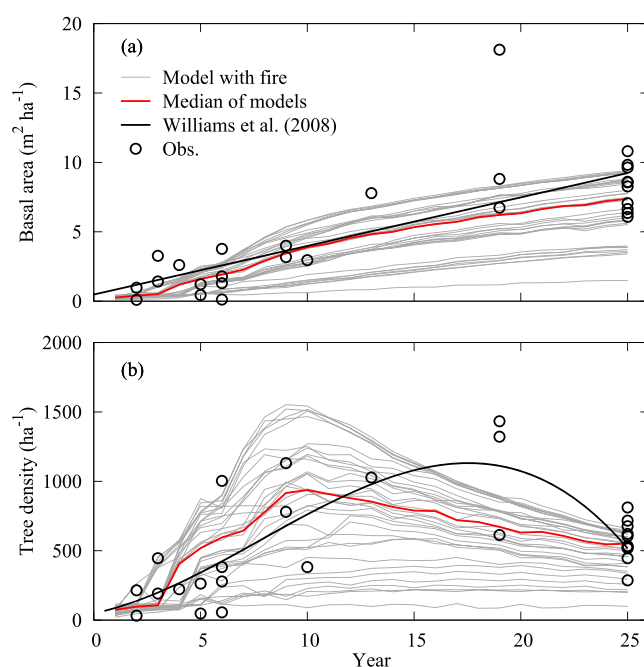 20
(a)
Model with fire
Median of models
Williams et al. (2008)
Obs.
15
10
5
0
Basal area (m² ha⁻¹)
2000
(b)
1500
1000
500
0
Tree density (ha⁻¹)
0 5 10 15 20 25
Year